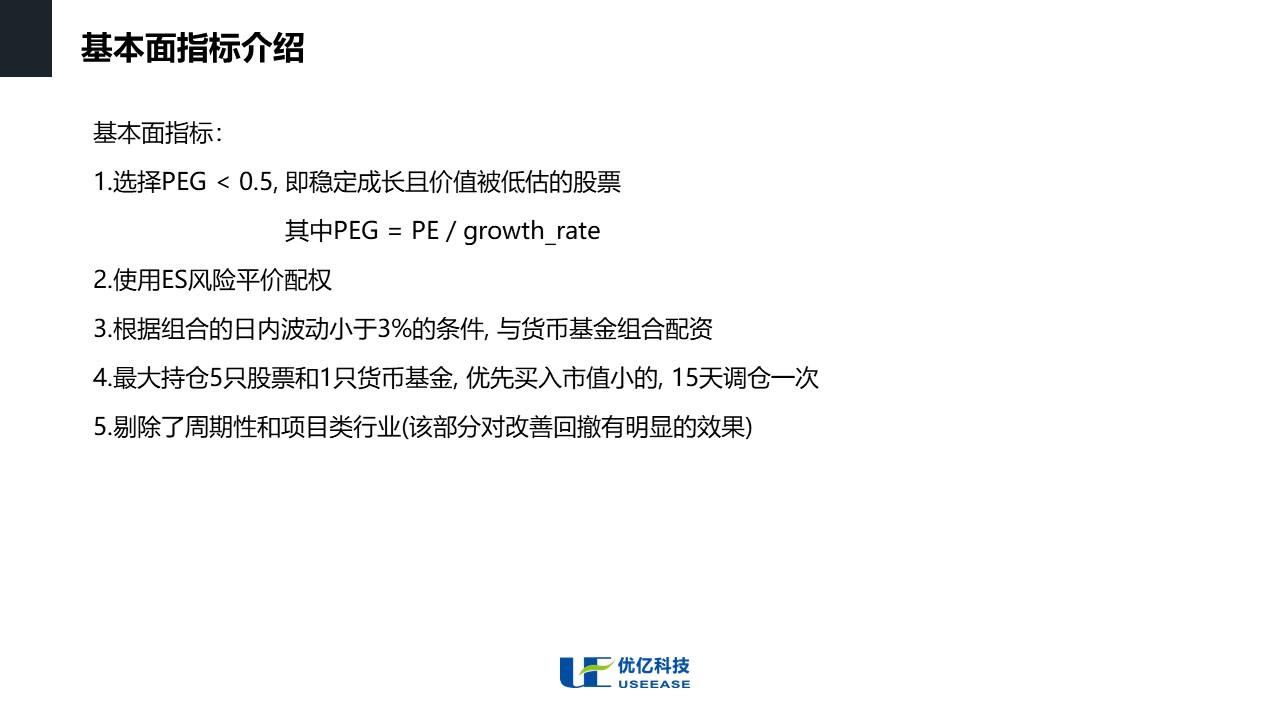 基本面指标介绍
基本面指标：
1.选择PEG < 0.5, 即稳定成长且价值被低估的股票
其中PEG = PE / growth_rate
2.使用ES风险平价配权
3.根据组合的日内波动小于3%的条件, 与货币基金组合配资
4.最大持仓5只股票和1只货币基金, 优先买入市值小的, 15天调仓一次
5.剔除了周期性和项目类行业(该部分对改善回撤有明显的效果)
UE 优亿科技
USEEASE